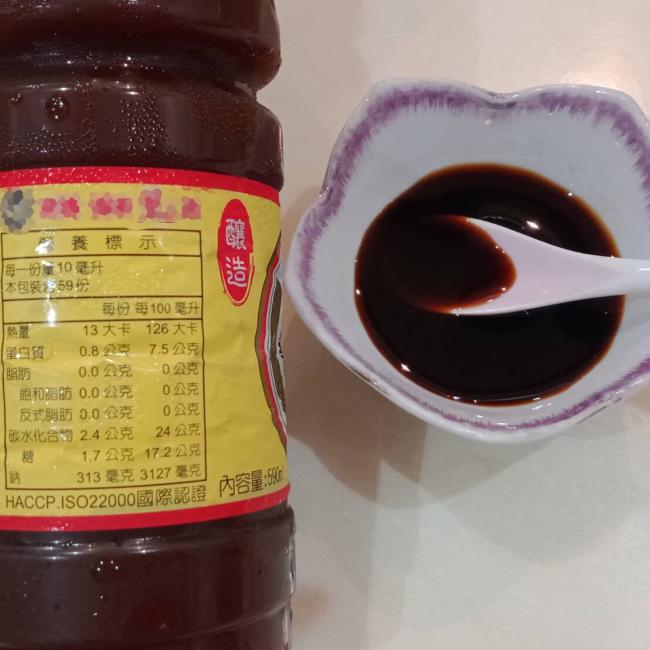 營養標示
每一份量10毫升
本包裝含59份
每份 每100毫升
熱量 13大卡 126大卡
蛋白質 0.8公克 7.5公克
脂肪 0.0公克 0公克
飽和脂肪 0.0公克 0公克
反式脂肪 0.0公克 0公克
碳水化合物 2.4公克 24公克
糖 1.7公克 17.2公克
鈉 313毫克 3127毫克
HACCP.ISO22000國際認證
釀造
內容量:590m